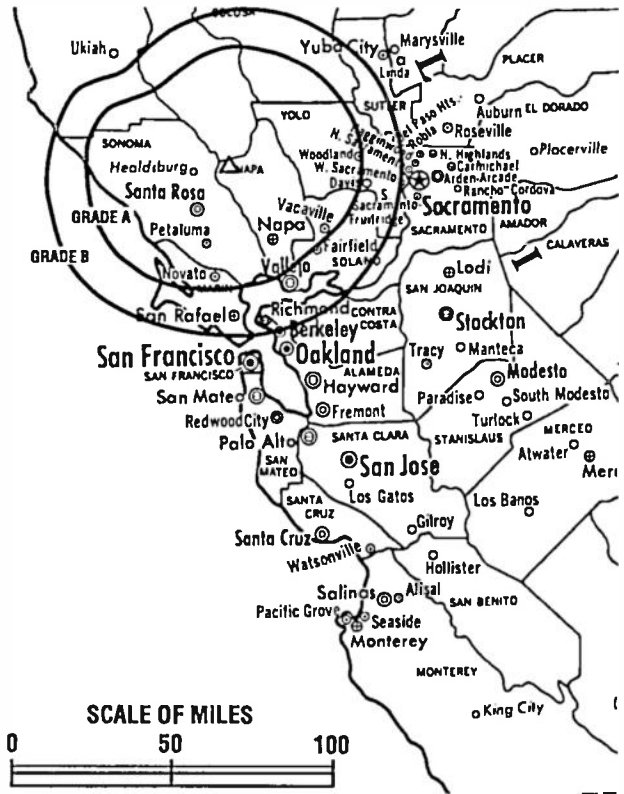 COLUSA
Ukiah
Yuba City
Marysville
Linda
PLACER
YOLO
SUTTER
Del Paso Hts.
Robla
Auburn
EL DORADO
Roseville
SONOMA
Healdsburg
NAPA
Woodland
N. Sacramento
W. Sacramento
Davis
N. Highlands
Carmichael
Arden-Arcade
Rancho-Cordova
Placerville
Santa Rosa
GRADE A
Vacaville
S. Sacramento
Fruitridge
Sacramento
Petaluma
Napa
SACRAMENTO
AMADOR
GRADE B
Fairfield
SOLANO
CALAVERAS
Novato
MARIN
Vallejo
Lodi
SAN JOAQUIN
San Rafael
Richmond
CONTRA COSTA
Berkeley
Stockton
San Francisco
SAN FRANCISCO
Oakland
ALAMEDA
Tracy
Manteca
Hayward
Modesto
San Mateo
Paradise
South Modesto
Redwood City
Fremont
Turlock
Palo Alto
SANTA CLARA
STANISLAUS
MERCED
SAN MATEO
Atwater
San Jose
Mer
Los Gatos
SANTA CRUZ
Los Banos
Santa Cruz
Gilroy
Watsonville
Hollister
Salinas
Alisal
SAN BENITO
Pacific Grove
Seaside
Monterey
MONTEREY
King City
SCALE OF MILES
0 50 100